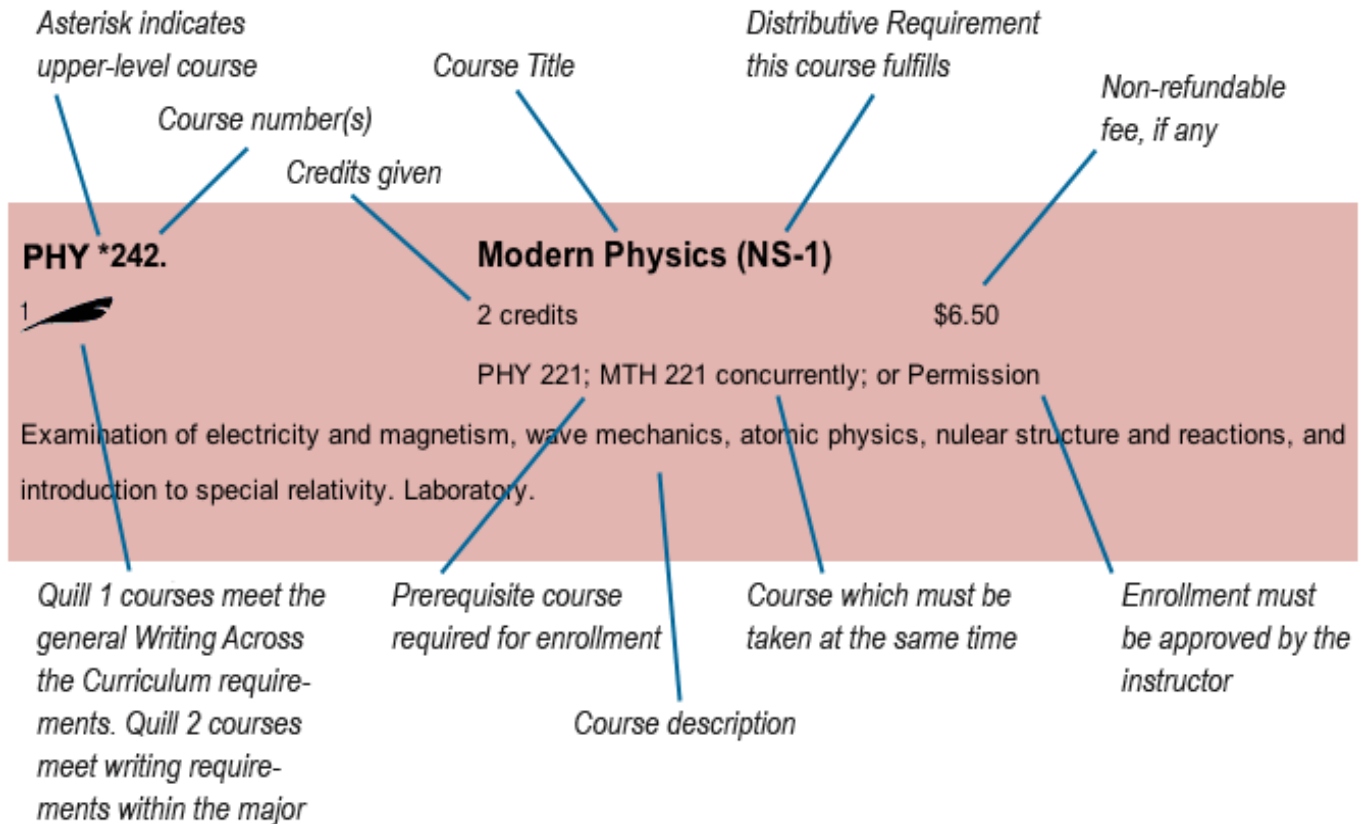 Asterisk indicates
upper-level course
Course Title
Distributive Requirement
this course fulfills
Non-refundable
fee, if any
Course number(s)
Credits given
PHY *242.
Modern Physics (NS-1)
1
2 credits
$6.50
PHY 221; MTH 221 concurrently; or Permission
Examination of electricity and magnetism, wave mechanics, atomic physics, nulear structure and reactions, and
introduction to special relativity. Laboratory.
Quill 1 courses meet the
general Writing Across
the Curriculum require-
ments. Quill 2 courses
meet writing require-
ments within the major
Prerequisite course
required for enrollment
Course which must be
taken at the same time
Enrollment must
be approved by the
instructor
Course description